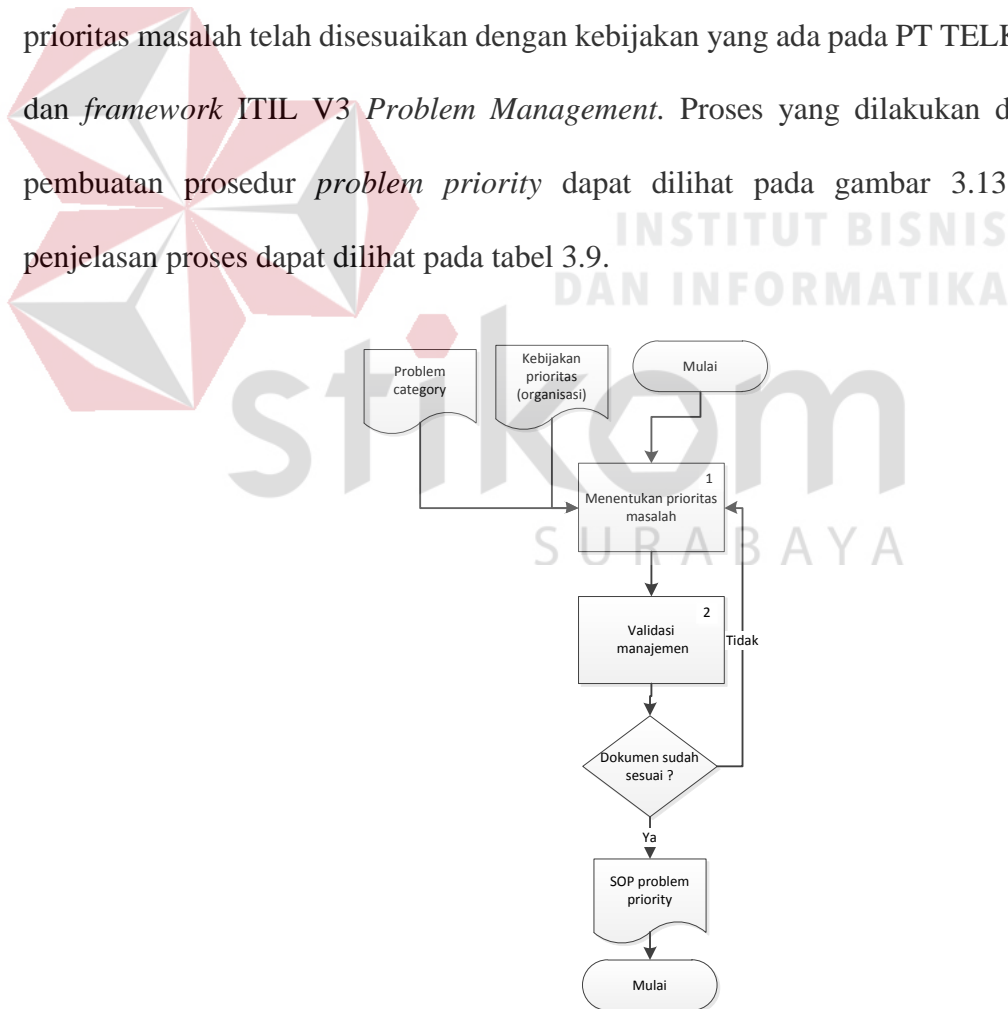 prioritas masalah telah disesuaikan dengan kebijakan yang ada pada PT TELK
dan framework ITIL V3 Problem Management. Proses yang dilakukan d
pembuatan prosedur problem priority dapat dilihat pada gambar 3.13
penjelasan proses dapat dilihat pada tabel 3.9.
INSTITUT BISNIS
DAN INFORMATIKA
stikom
SURABAYA
Problem
category
Kebijakan
prioritas
(organisasi)
Mulai
1
Menentukan prioritas
masalah
2
Validasi
manajemen
Tidak
Dokumen sudah
sesuai ?
Ya
SOP problem
priority
Mulai